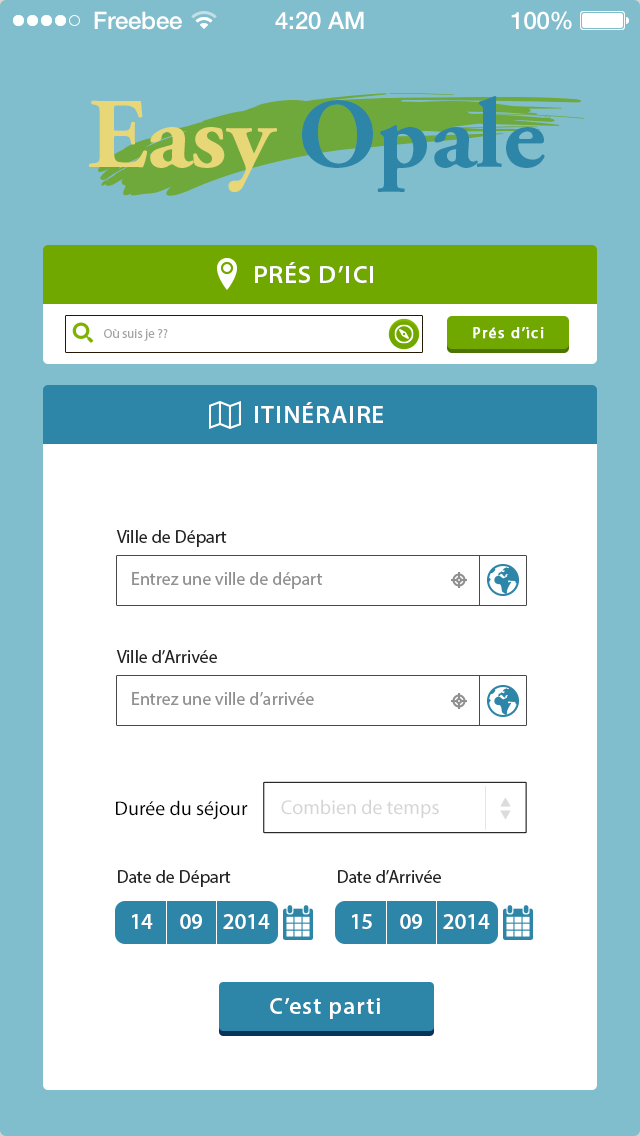 Freebee 4:20 AM 100%
Easy Opale
PRÉS D’ICI
Où suis je ??
Prés d’ici
ITINÉRAIRE
Ville de Départ
Entrez une ville de départ
Ville d’Arrivée
Entrez une ville d’arrivée
Durée du séjour Combien de temps
Date de Départ Date d’Arrivée
14 09 2014 15 09 2014
C’est parti